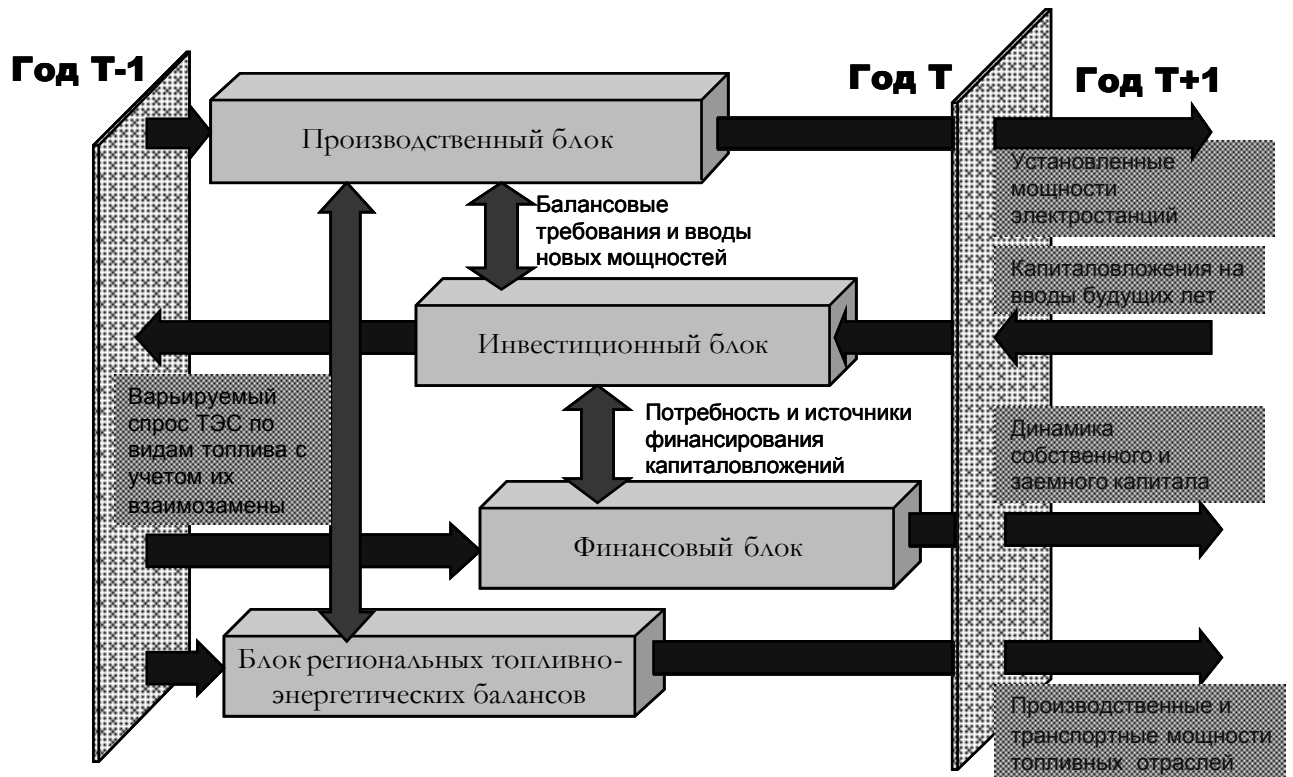 Год Т-1
Год Т
Год Т+1
Производственный блок
Установленные
мощности
электростанций
Балансовые
требования и вводы
новых мощностей
Капиталовложения на
вводы будущих лет
Инвестиционный блок
Варьируемый
спрос ТЭС по
видам топлива с
учетом их
взаимозамены
Потребность и источники
финансирования
капиталовложений
Динамика
собственного и
заемного капитала
Финансовый блок
Блок региональных топливно-
энергетических балансов
Производственные и
транспортные мощности
топливных отраслей